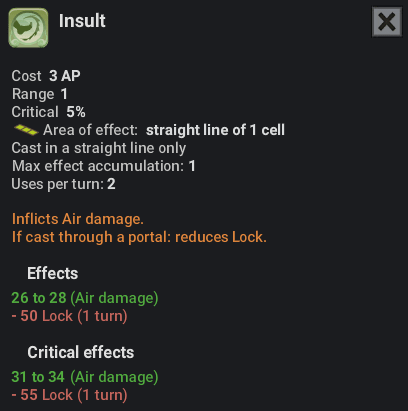 Insult
Cost 3 AP
Range 1
Critical 5%
Area of effect: straight line of 1 cell
Cast in a straight line only
Max effect accumulation: 1
Uses per turn: 2
Inflicts Air damage.
If cast through a portal: reduces Lock.
Effects
26 to 28 (Air damage)
- 50 Lock (1 turn)
Critical effects
31 to 34 (Air damage)
- 55 Lock (1 turn)